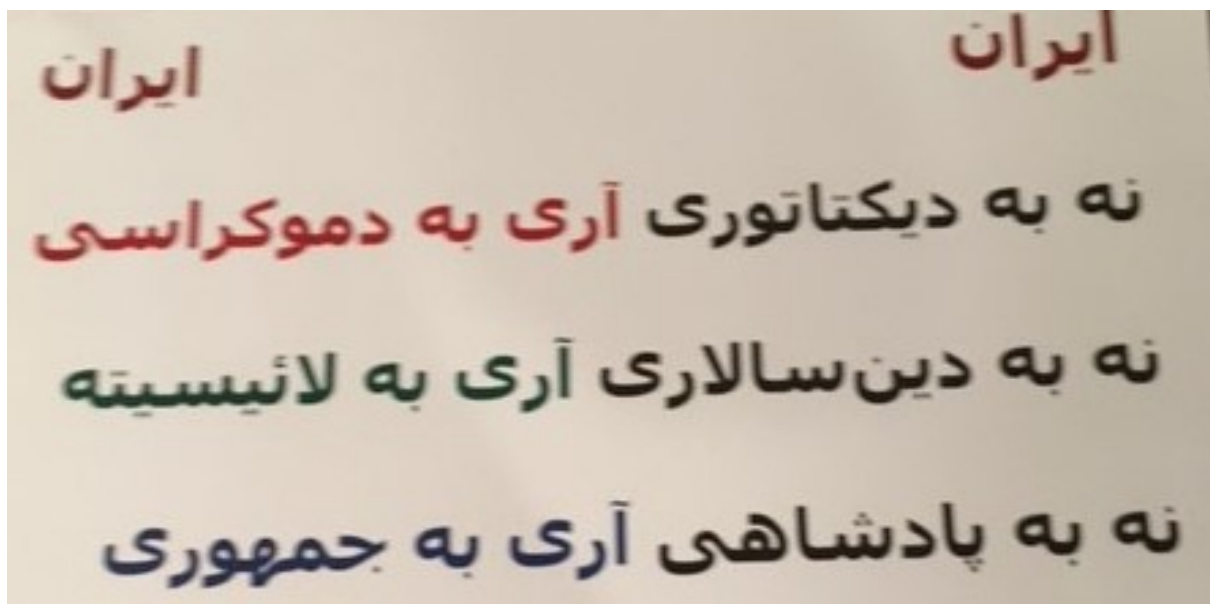 ایران ایران
نه به دیکتاتوری آری به دموکراسی
نه به دین‌سالاری آری به لائیسیته
نه به پادشاهی آری به جمهوری